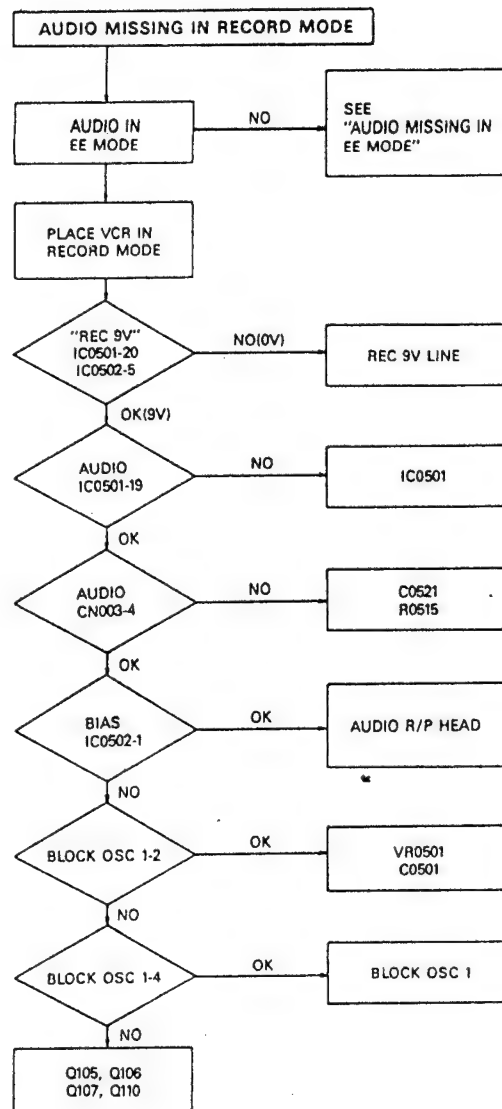 AUDIO MISSING IN RECORD MODE
AUDIO IN
EE MODE
NO
SEE
"AUDIO MISSING IN
EE MODE"
PLACE VCR IN
RECORD MODE
"REC 9V"
IC0501-20
IC0502-5
NO(0V)
REC 9V LINE
OK(9V)
AUDIO
IC0501-19
NO
IC0501
OK
AUDIO
CN003-4
NO
C0521
R0515
OK
BIAS
IC0502-1
OK
AUDIO R/P HEAD
NO
BLOCK OSC 1-2
OK
VR0501
C0501
NO
BLOCK OSC 1-4
OK
BLOCK OSC 1
NO
Q105, Q106
Q107, Q110